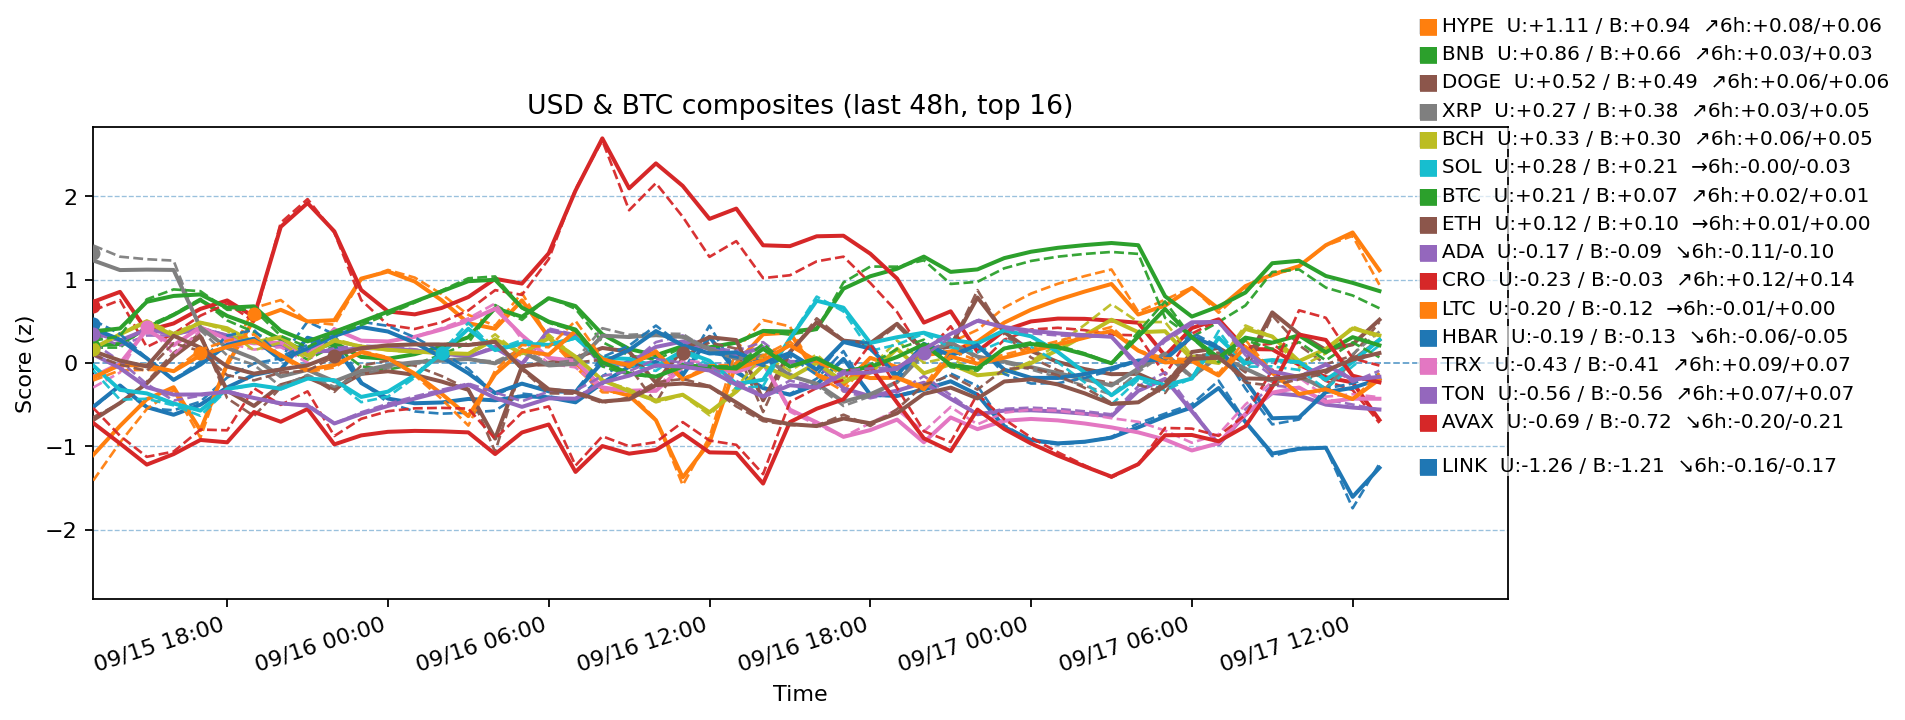 HYPE  U:+1.11 / B:+0.94  ↗6h:+0.08/+0.06
BNB  U:+0.86 / B:+0.66  ↗6h:+0.03/+0.03
DOGE  U:+0.52 / B:+0.49  ↗6h:+0.06/+0.06
XRP  U:+0.27 / B:+0.38  ↗6h:+0.03/+0.05
BCH  U:+0.33 / B:+0.30  ↗6h:+0.06/+0.05
SOL  U:+0.28 / B:+0.21  →6h:-0.00/-0.03
BTC  U:+0.21 / B:+0.07  ↗6h:+0.02/+0.01
ETH  U:+0.12 / B:+0.10  →6h:+0.01/+0.00
ADA  U:-0.17 / B:-0.09  ↘6h:-0.11/-0.10
CRO  U:-0.23 / B:-0.03  ↗6h:+0.12/+0.14
LTC  U:-0.20 / B:-0.12  →6h:-0.01/+0.00
HBAR  U:-0.19 / B:-0.13  ↘6h:-0.06/-0.05
TRX  U:-0.43 / B:-0.41  ↗6h:+0.09/+0.07
TON  U:-0.56 / B:-0.56  ↗6h:+0.07/+0.07
AVAX  U:-0.69 / B:-0.72  ↘6h:-0.20/-0.21
LINK  U:-1.26 / B:-1.21  ↘6h:-0.16/-0.17
USD & BTC composites (last 48h, top 16)
Score (z)
2
1
0
−1
−2
09/15 18:00
09/16 00:00
09/16 06:00
09/16 12:00
09/16 18:00
09/17 00:00
09/17 06:00
09/17 12:00
Time